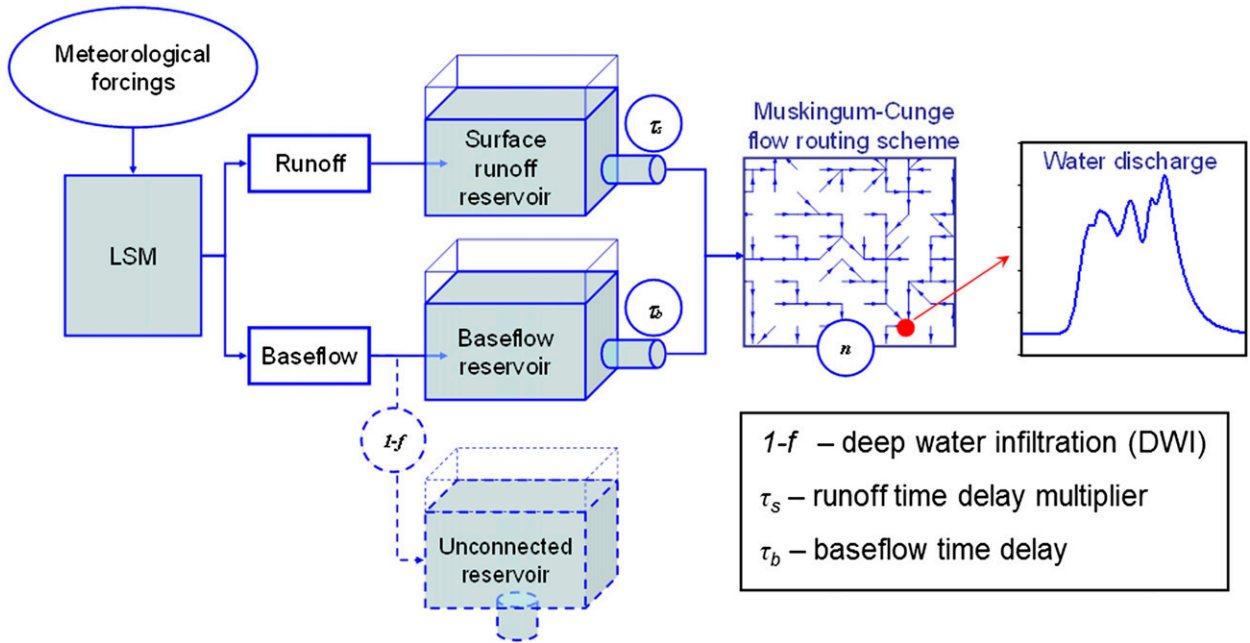 Meteorological
forcings
LSM
Runoff
Baseflow
Surface
runoff
reservoir
τs
Baseflow
reservoir
τb
1-f
Unconnected
reservoir
Muskingum-Cunge
flow routing scheme
n
Water discharge
1-f – deep water infiltration (DWI)
τs – runoff time delay multiplier
τb – baseflow time delay